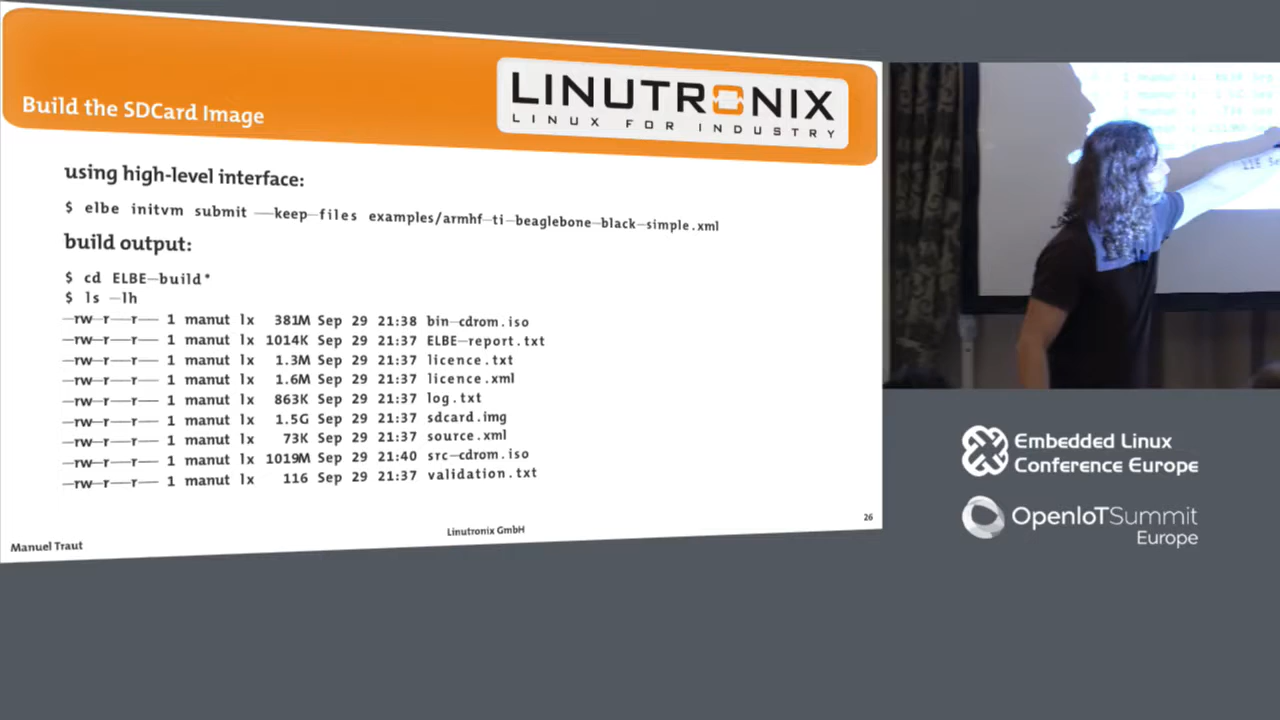 Build the SDCard Image
LINUTRONIX
LINUX FOR INDUSTRY
using high-level interface:
$ elbe initvm submit —keep—files examples/armhf—ti—beaglebone—black—simple.xml
build output:
$ cd ELBE—build*
$ ls —lh
—rw—r——r—— 1 manut lx 381M Sep 29 21:38 bin—cdrom.iso
—rw—r——r—— 1 manut lx 1014K Sep 29 21:37 ELBE—report.txt
—rw—r——r—— 1 manut lx 1.3M Sep 29 21:37 licence.txt
—rw—r——r—— 1 manut lx 1.6M Sep 29 21:37 licence.xml
—rw—r——r—— 1 manut lx 863K Sep 29 21:37 log.txt
—rw—r——r—— 1 manut lx 1.5G Sep 29 21:37 sdcard.img
—rw—r——r—— 1 manut lx 73K Sep 29 21:37 source.xml
—rw—r——r—— 1 manut lx 1019M Sep 29 21:40 src—cdrom.iso
—rw—r——r—— 1 manut lx 116 Sep 29 21:37 validation.txt
Manuel Traut
Linutronix GmbH
26
Embedded Linux
Conference Europe
OpenIoTSummit
Europe